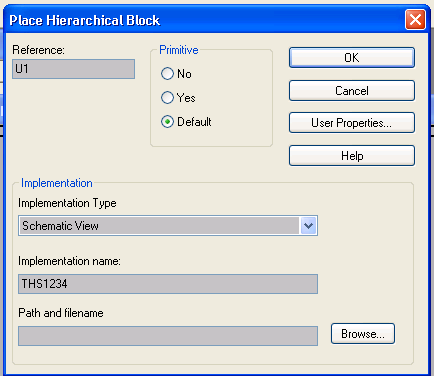 Place Hierarchical Block
Reference:
U1
Primitive
No
Yes
Default
OK
Cancel
User Properties...
Help
Implementation
Implementation Type
Schematic View
Implementation name:
THS1234
Path and filename
Browse...